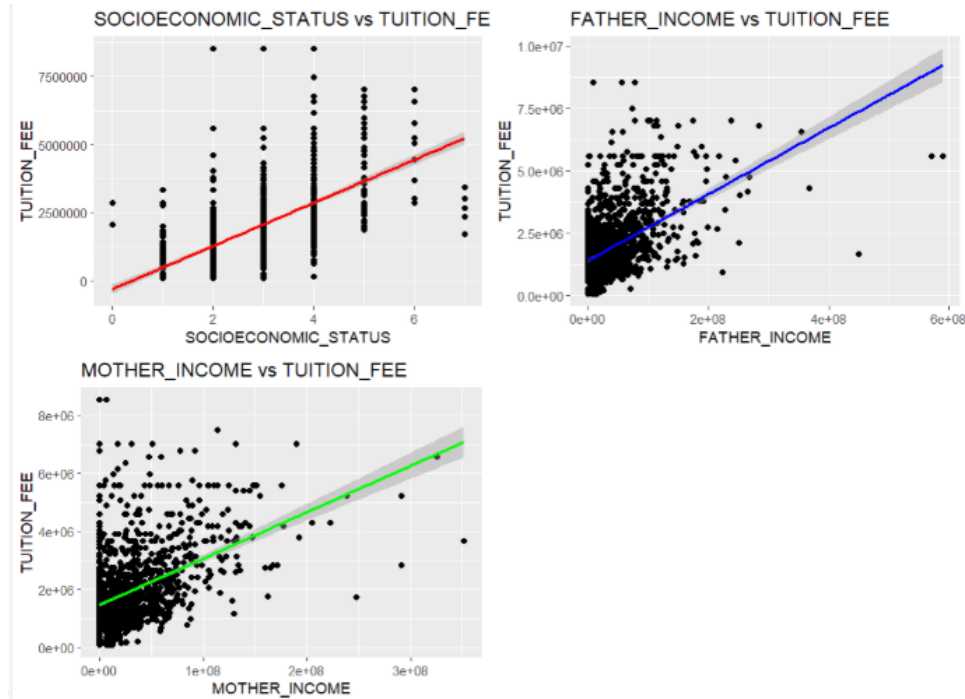 SOCIOECONOMIC_STATUS vs TUITION_FE
TUITION_FEE
7500000
5000000
2500000
0
0
2
4
6
SOCIOECONOMIC_STATUS
FATHER_INCOME vs TUITION_FEE
TUITION_FEE
1.0e+07
7.5e+06
5.0e+06
2.5e+06
0.0e+00
0e+00
2e+08
4e+08
6e+08
FATHER_INCOME
MOTHER_INCOME vs TUITION_FEE
TUITION_FEE
8e+06
6e+06
4e+06
2e+06
0e+00
0e+00
1e+08
2e+08
3e+08
MOTHER_INCOME